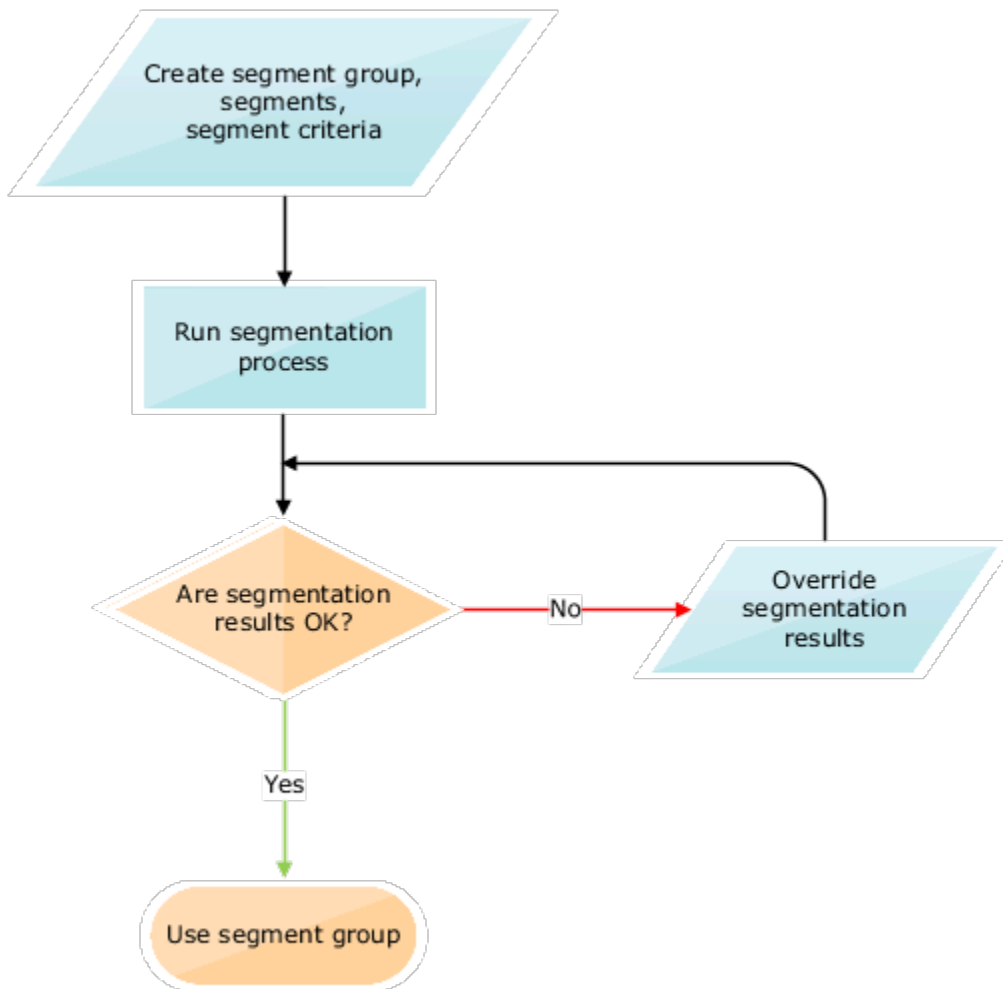 Create segment group,
segments,
segment criteria
Run segmentation
process
Are segmentation
results OK?
No
Override
segmentation
results
Yes
Use segment group